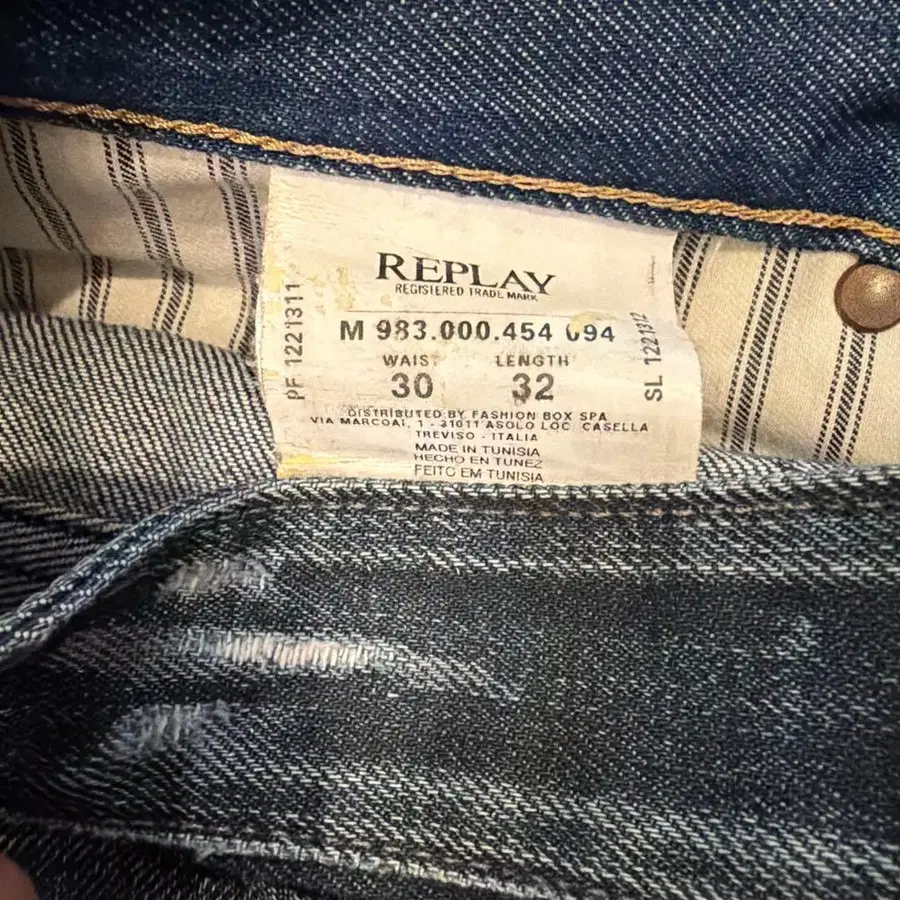 REPLAY
REGISTERED TRADE MARK
M 983.000.454 094
WAIST LENGTH
30 32
DISTRIBUTED BY FASHION BOX SPA
VIA MARCOAI, 1 - 31011 ASOLO LOC CASELLA
TREVISO - ITALIA
MADE IN TUNISIA
HECHO EN TUNEZ
FEITO EM TUNISIA
PF 1221311
SL 1221312